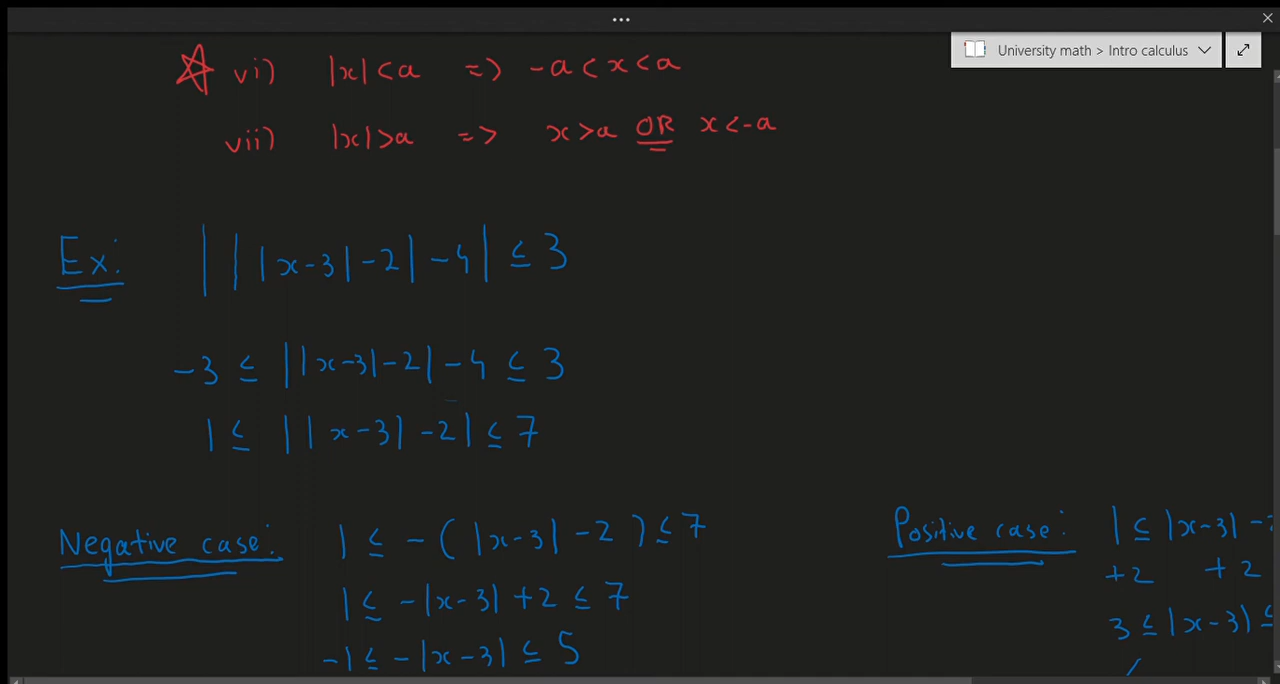 ...
University math > Intro calculus
vi) |x| < a => -a < x < a
vii) |x| > a => x > a OR x < -a
Ex: | | |x-3| -2| -4| ≤ 3
-3 ≤ ||x-3| -2| -4 ≤ 3
1 ≤ | |x-3| -2| ≤ 7
Negative case: 1 ≤ - ( |x-3| -2 ) ≤ 7
1 ≤ -|x-3| +2 ≤ 7
-1 ≤ -|x-3| ≤ 5
Positive case: 1 ≤ |x-3| -2
+2 +2
3 ≤ |x-3| ≤